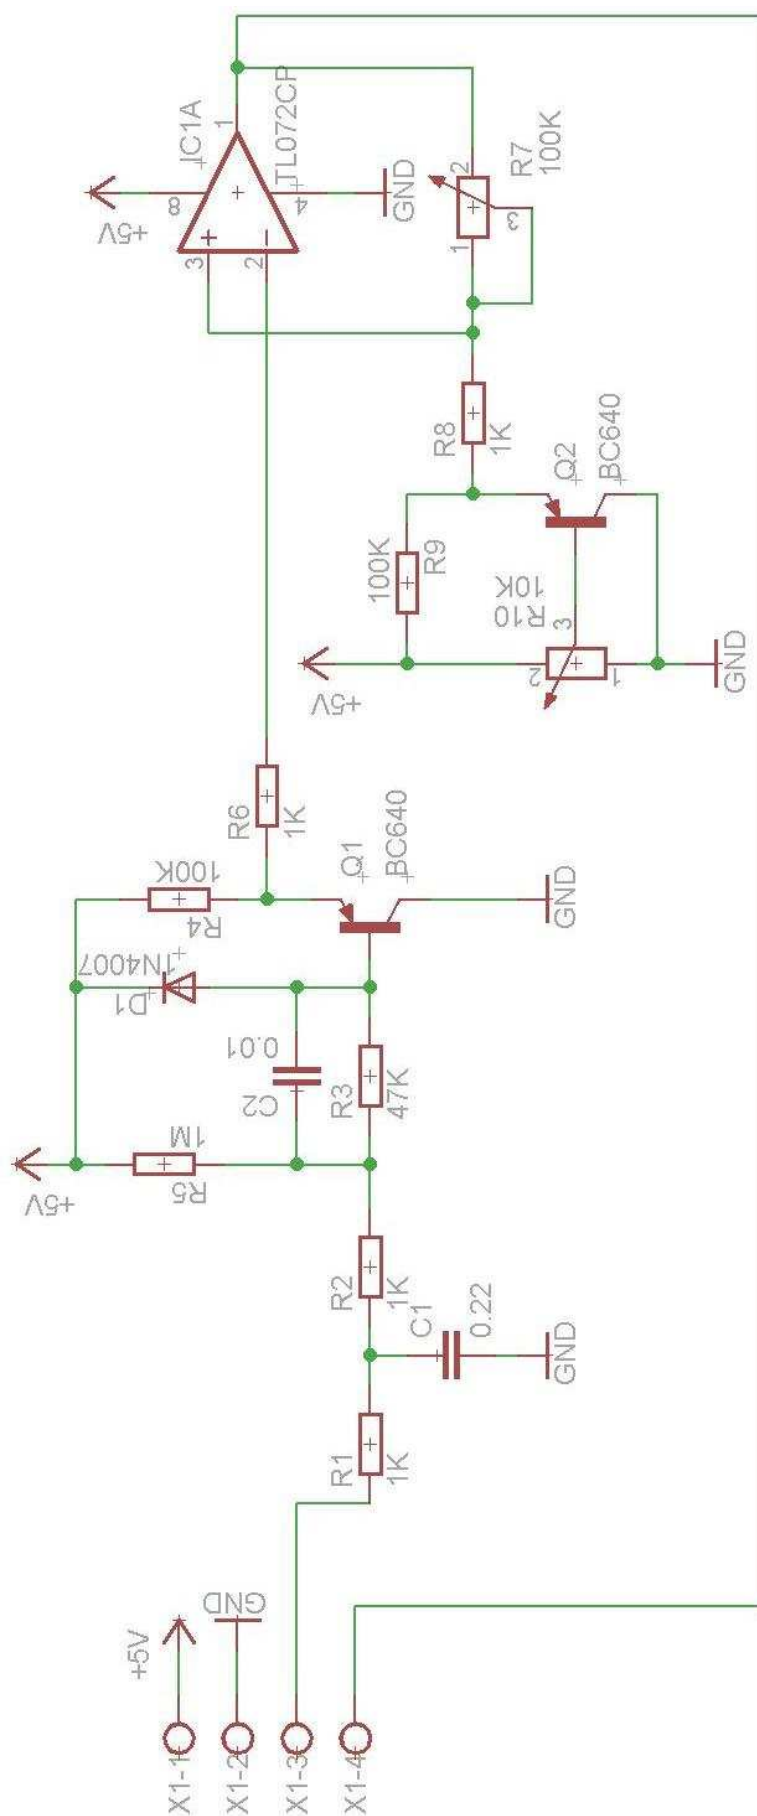 X1-1
X1-2
X1-3
X1-4
+5V
GND
R1
1K
C1
0.22
GND
R2
1K
+5V
R5
1M
C2
0.01
R3
47K
D1
1N4007
R4
100K
Q1
BC640
GND
R6
1K
+5V
R9
100K
R10
10K
2
1
3
GND
Q2
BC640
R8
1K
3
2
IC1A
TL072CP
1
8
4
+5V
GND
R7
100K
1
2
3